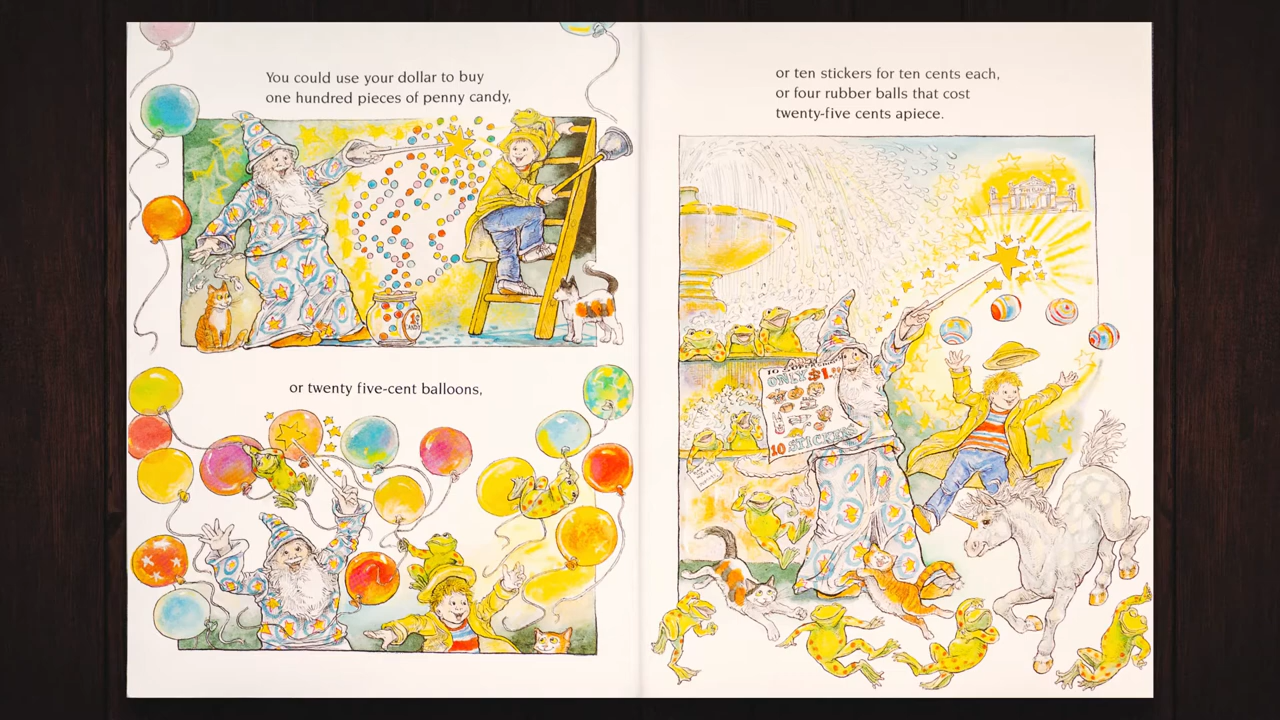 You could use your dollar to buy
one hundred pieces of penny candy,
or twenty five-cent balloons,
or ten stickers for ten cents each,
or four rubber balls that cost
twenty-five cents apiece.
1¢
CANDY
ONLY $1.
10 STICKERS